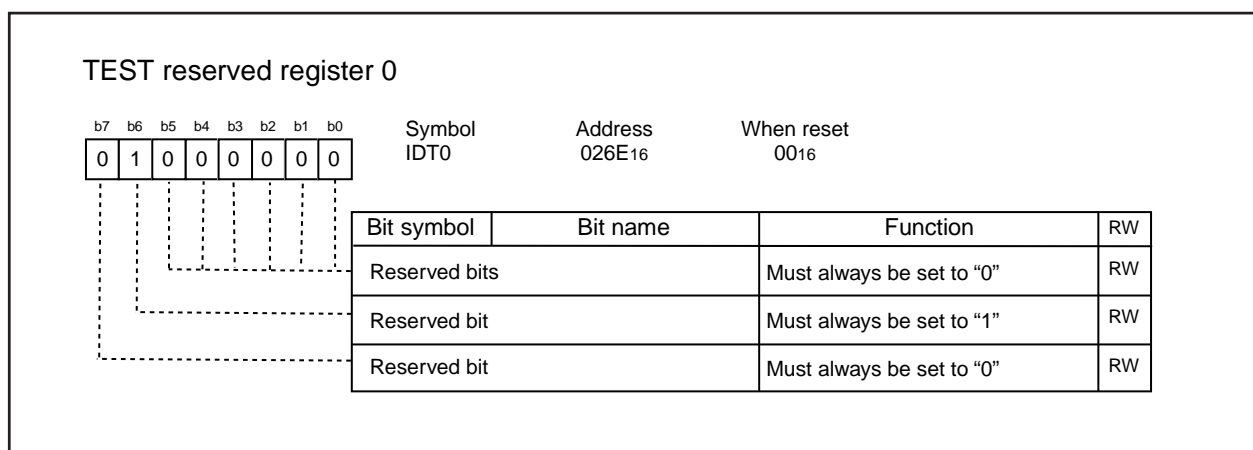 TEST reserved register 0
b7 b6 b5 b4 b3 b2 b1 b0 Symbol Address When reset
0 1 0 0 0 0 0 0 IDT0 026E16 0016
Bit symbol Bit name Function RW
Reserved bits Must always be set to “0” RW
Reserved bit Must always be set to “1” RW
Reserved bit Must always be set to “0” RW